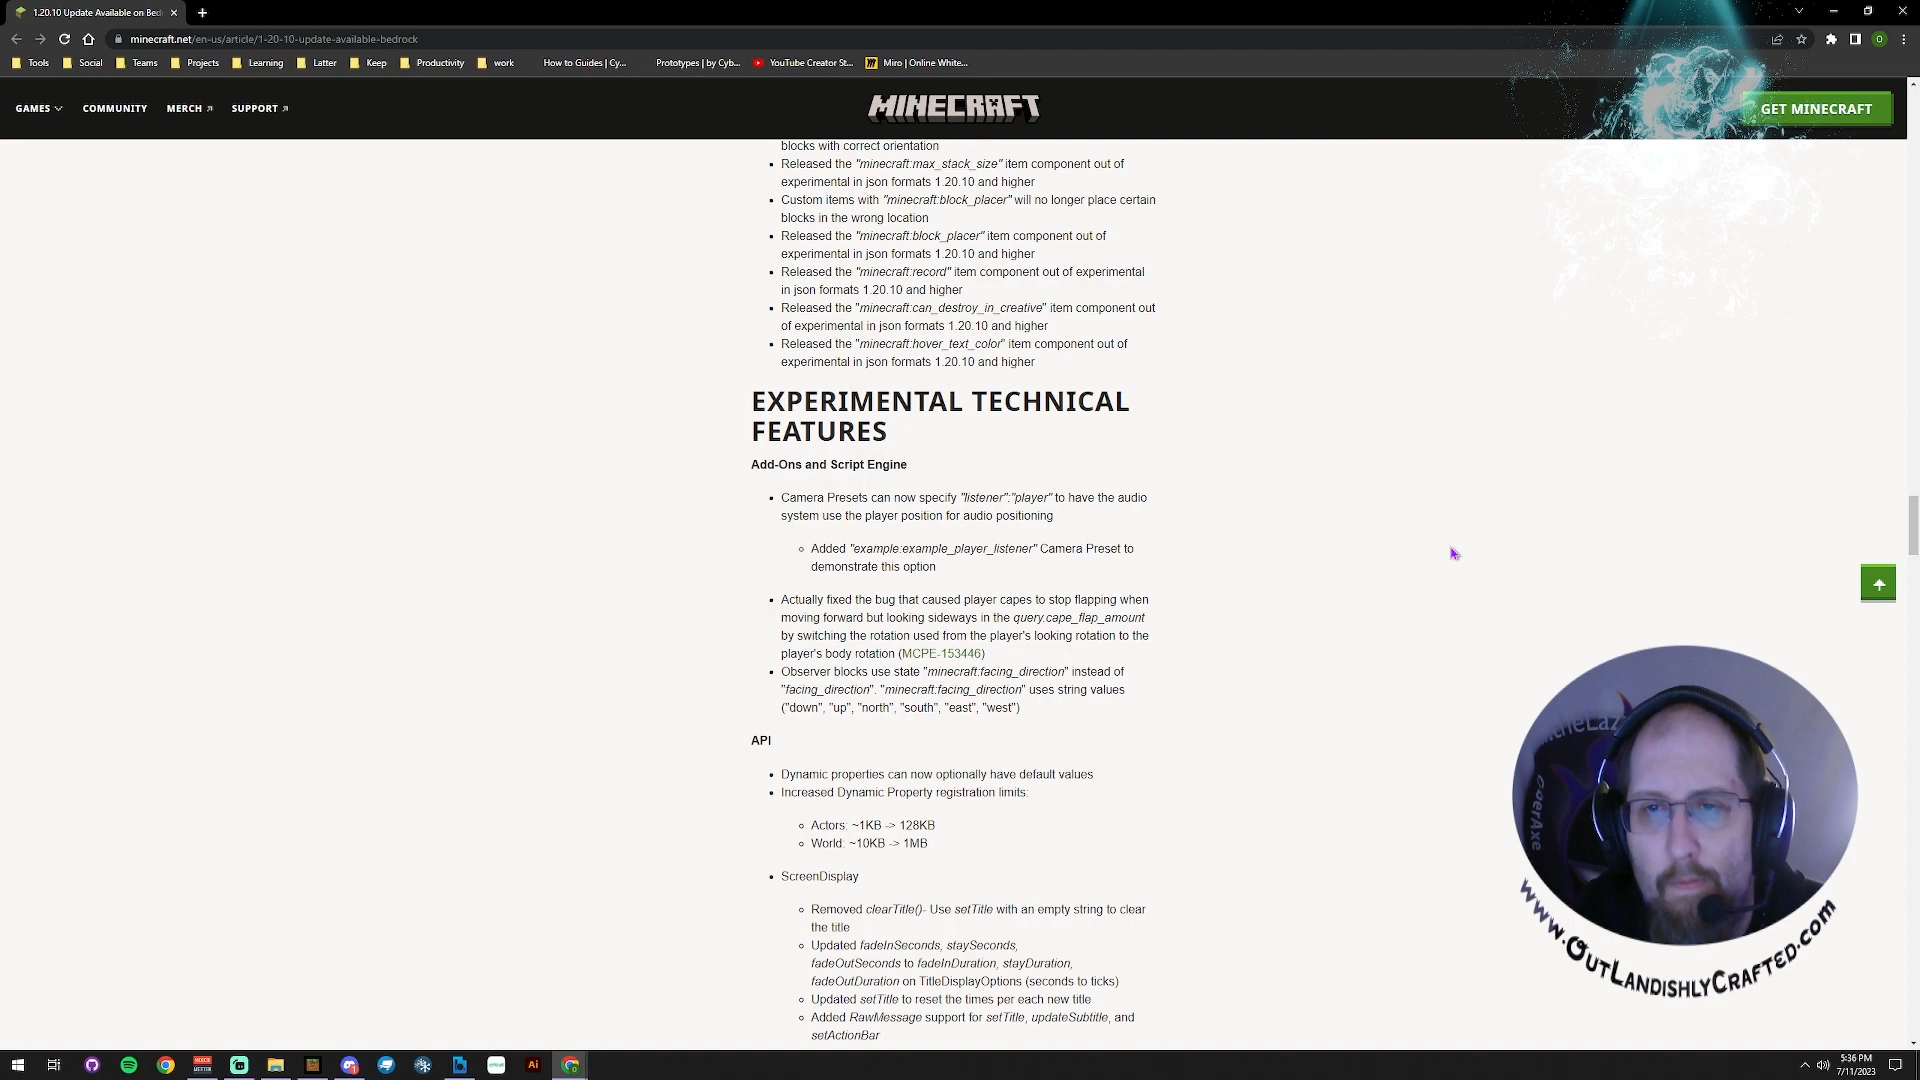 1.20.10 Update Available on Bed
minecraft.net/en-us/article/1-20-10-update-available-bedrock
Tools
Social
Teams
Projects
Learning
Latter
Keep
Productivity
work
How to Guides | Cy...
Prototypes | by Cyb...
YouTube Creator St...
Miro | Online White...
GAMES
COMMUNITY
MERCH
SUPPORT
MINECRAFT
GET MINECRAFT
blocks with correct orientation
• Released the "minecraft:max_stack_size" item component out of
experimental in json formats 1.20.10 and higher
• Custom items with "minecraft:block_placer" will no longer place certain
blocks in the wrong location
• Released the "minecraft:block_placer" item component out of
experimental in json formats 1.20.10 and higher
• Released the "minecraft:record" item component out of experimental
in json formats 1.20.10 and higher
• Released the "minecraft:can_destroy_in_creative" item component out
of experimental in json formats 1.20.10 and higher
• Released the "minecraft:hover_text_color" item component out of
experimental in json formats 1.20.10 and higher
EXPERIMENTAL TECHNICAL
FEATURES
Add-Ons and Script Engine
• Camera Presets can now specify "listener":"player" to have the audio
system use the player position for audio positioning
◦ Added "example:example_player_listener" Camera Preset to
demonstrate this option
• Actually fixed the bug that caused player capes to stop flapping when
moving forward but looking sideways in the query.cape_flap_amount
by switching the rotation used from the player's looking rotation to the
player's body rotation (MCPE-153446)
• Observer blocks use state "minecraft:facing_direction" instead of
"facing_direction". "minecraft:facing_direction" uses string values
("down", "up", "north", "south", "east", "west")
API
• Dynamic properties can now optionally have default values
• Increased Dynamic Property registration limits:
◦ Actors: ~1KB -> 128KB
◦ World: ~10KB -> 1MB
• ScreenDisplay
◦ Removed clearTitle()- Use setTitle with an empty string to clear
the title
◦ Updated fadeInSeconds, staySeconds,
fadeOutSeconds to fadeInDuration, stayDuration,
fadeOutDuration on TitleDisplayOptions (seconds to ticks)
◦ Updated setTitle to reset the times per each new title
◦ Added RawMessage support for setTitle, updateSubtitle, and
setActionBar
www.OutLandishlyCrafted.com
Ai
5:36 PM
7/11/2023